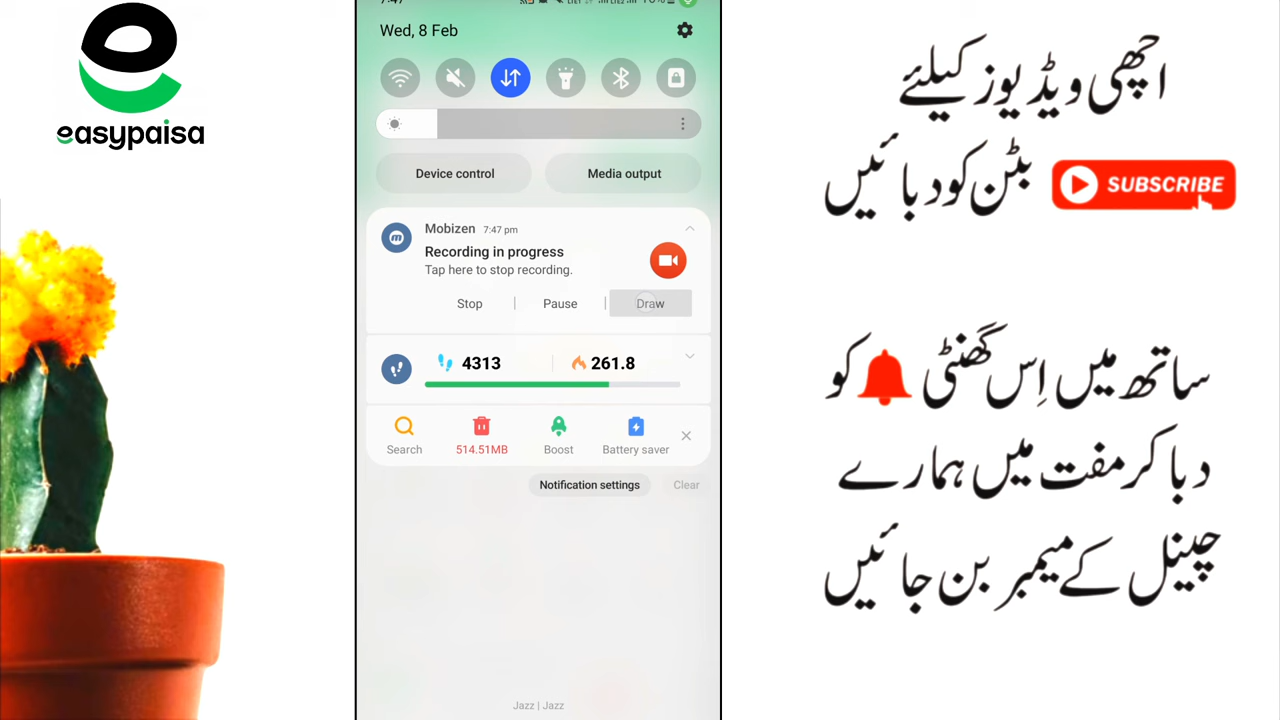 easypaisa
7:47
Wed, 8 Feb
Device control
Media output
Mobizen 7:47 pm
Recording in progress
Tap here to stop recording.
Stop | Pause | Draw
4313
261.8
Search
514.51MB
Boost
Battery saver
Notification settings
Clear
Jazz | Jazz
اچھی ویڈیوز کیلئے
SUBSCRIBE بٹن کو دبائیں
ساتھ میں اِس گھنٹی کو
دبا کر مفت میں ہمارے
چینل کے میمبر بن جائیں